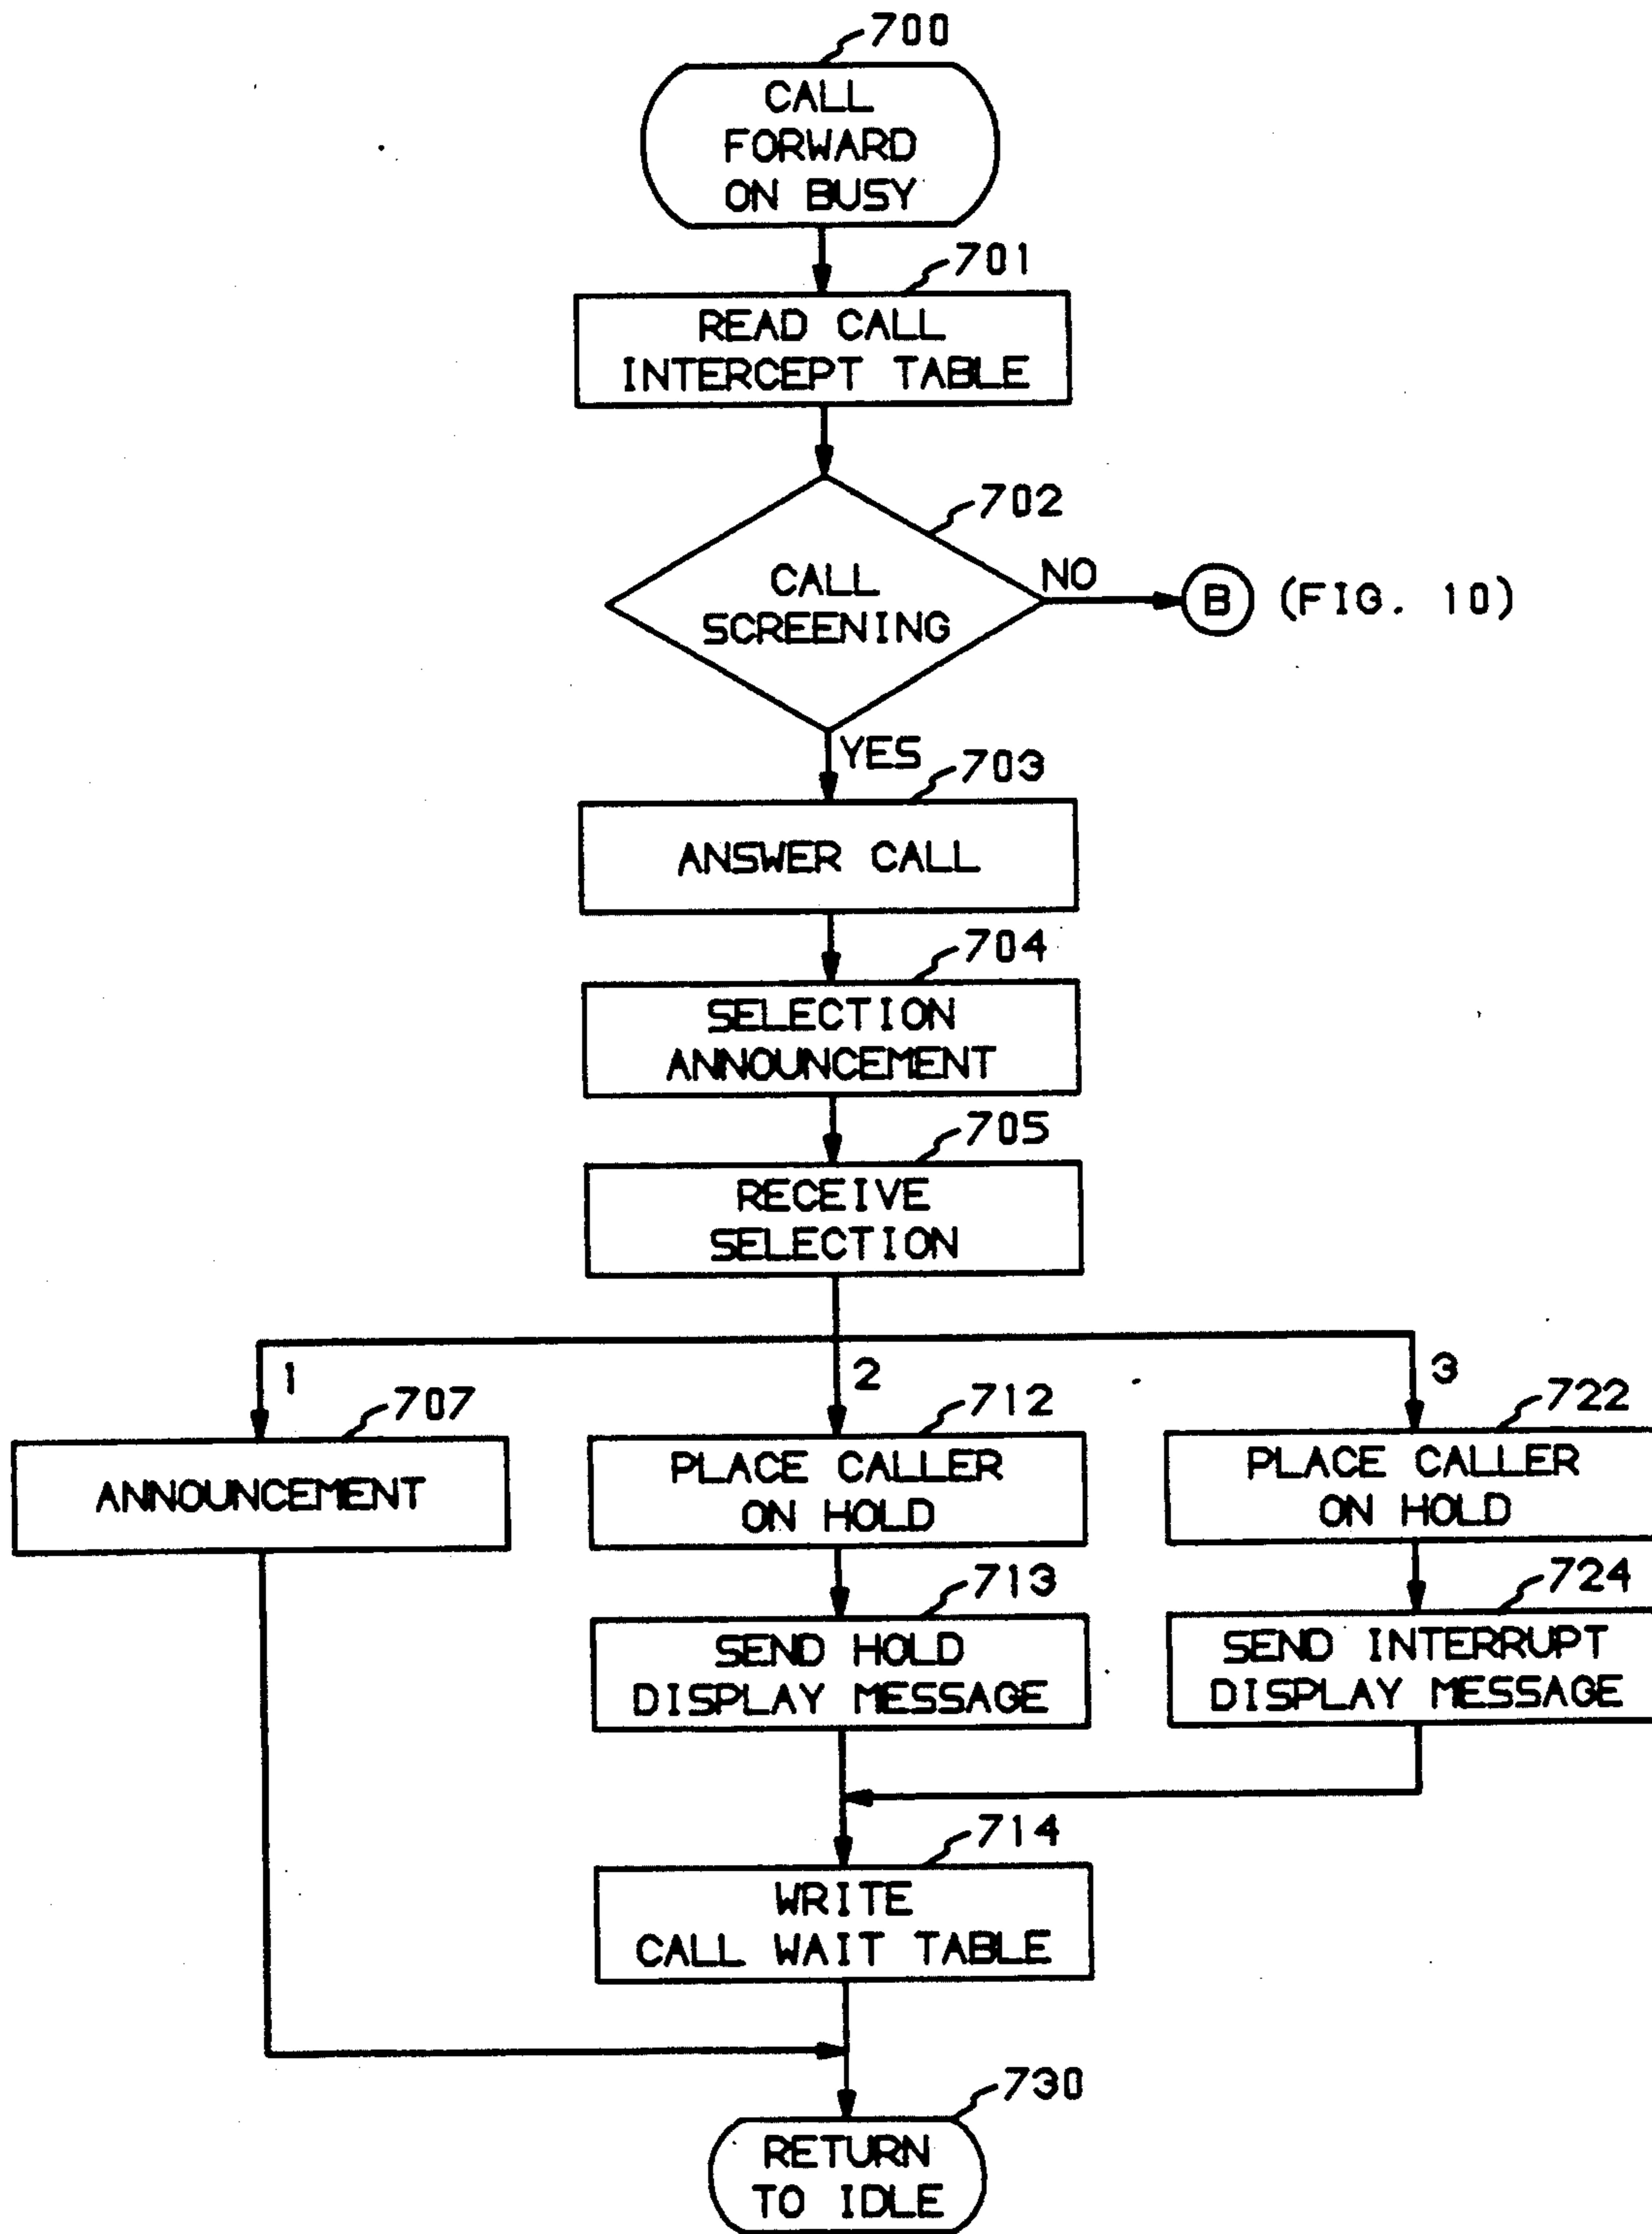 700
CALL
FORWARD
ON BUSY
701
READ CALL
INTERCEPT TABLE
702
CALL
SCREENING
NO
B (FIG. 10)
YES
703
ANSWER CALL
704
SELECTION
ANNOUNCEMENT
705
RECEIVE
SELECTION
1
2
3
707
ANNOUNCEMENT
712
PLACE CALLER
ON HOLD
722
PLACE CALLER
ON HOLD
713
SEND HOLD
DISPLAY MESSAGE
724
SEND INTERRUPT
DISPLAY MESSAGE
714
WRITE
CALL WAIT TABLE
730
RETURN
TO IDLE